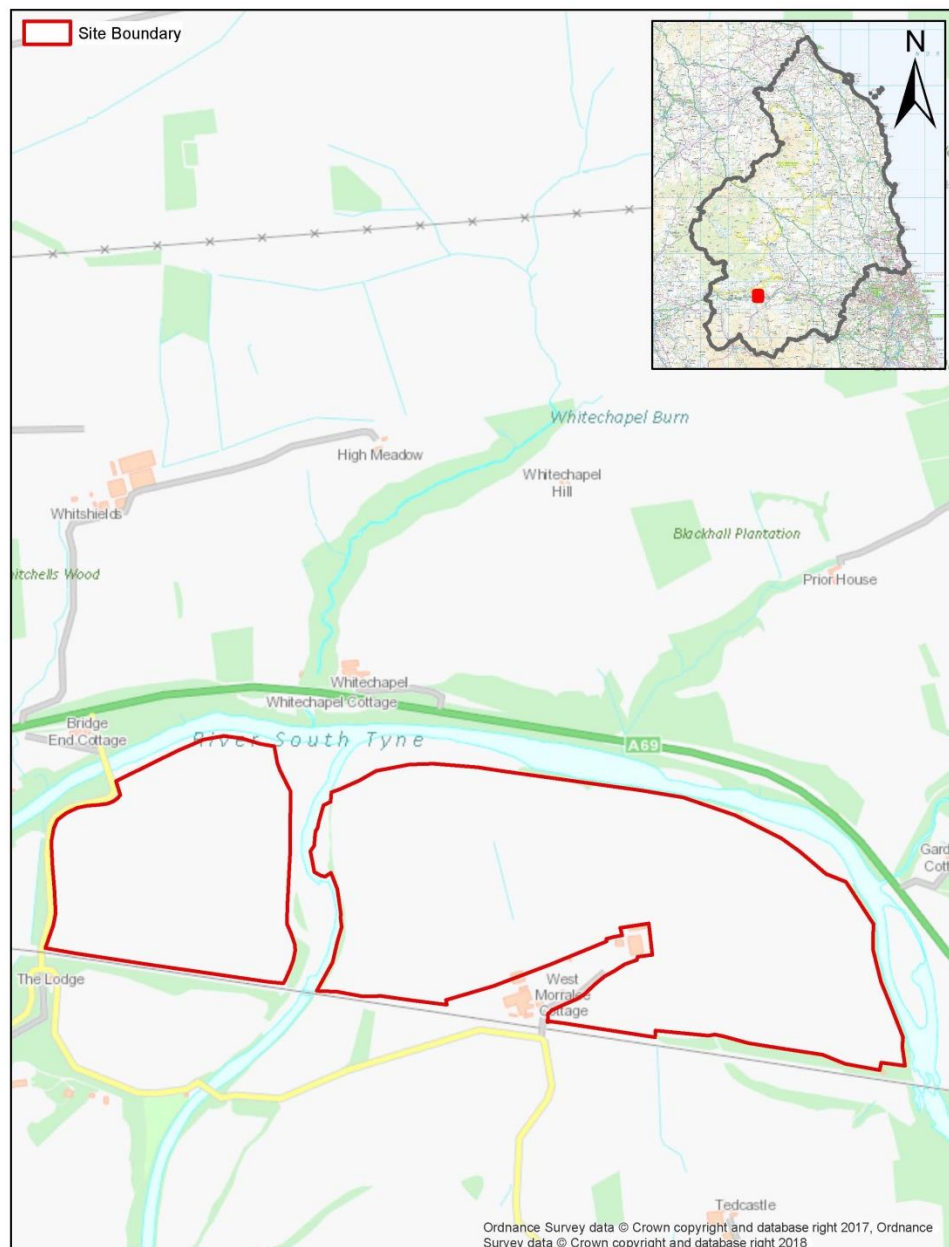 Site Boundary
N
High Meadow
Whitechapel Burn
Whitechapel
Hill
Whitshields
Blackhall Plantation
itchells Wood
Prior House
Whitechapel
Whitechapel Cottage
Bridge
End Cottage
River South Tyne
A69
Gard
Cott
The Lodge
West
Morralee
Cottage
Tedcastle
Ordnance Survey data © Crown copyright and database right 2017, Ordnance
Survey data © Crown copyright and database right 2018